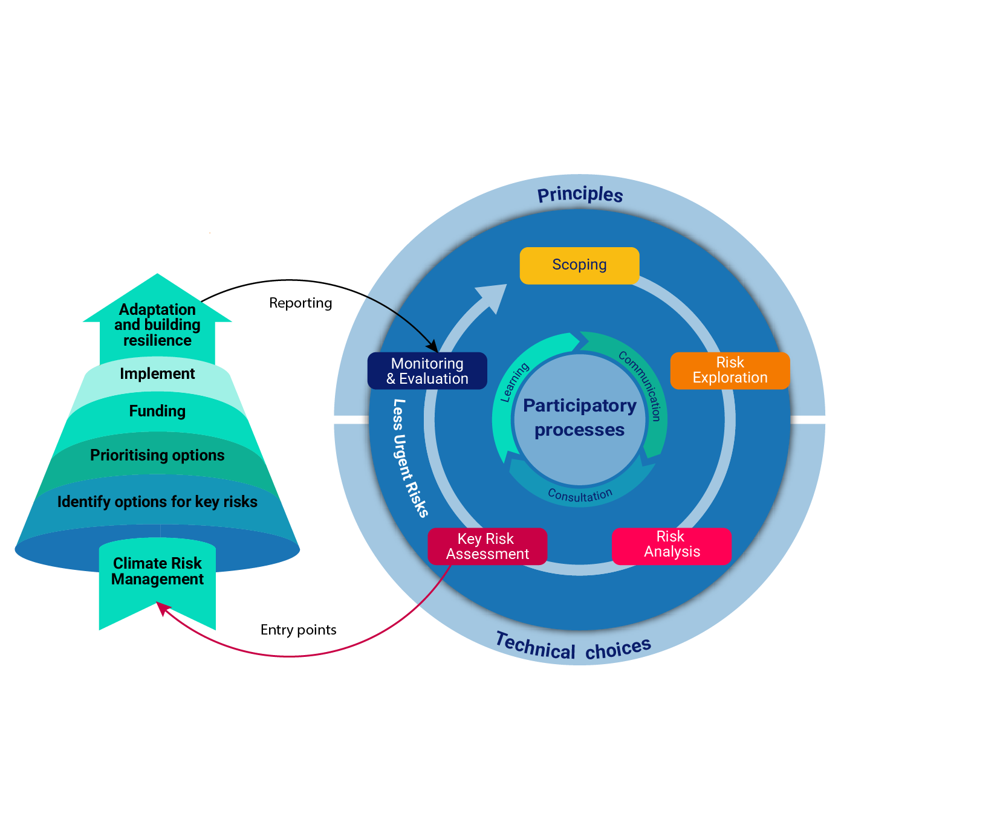 Adaptation
and building
resilience
Implement
Funding
Prioritising options
Identify options for key risks
Climate Risk
Management
Reporting
Entry points
Principles
Scoping
Risk
Exploration
Risk
Analysis
Key Risk
Assessment
Less Urgent Risks
Monitoring
& Evaluation
Communication
Consultation
Learning
Participatory
processes
Technical choices